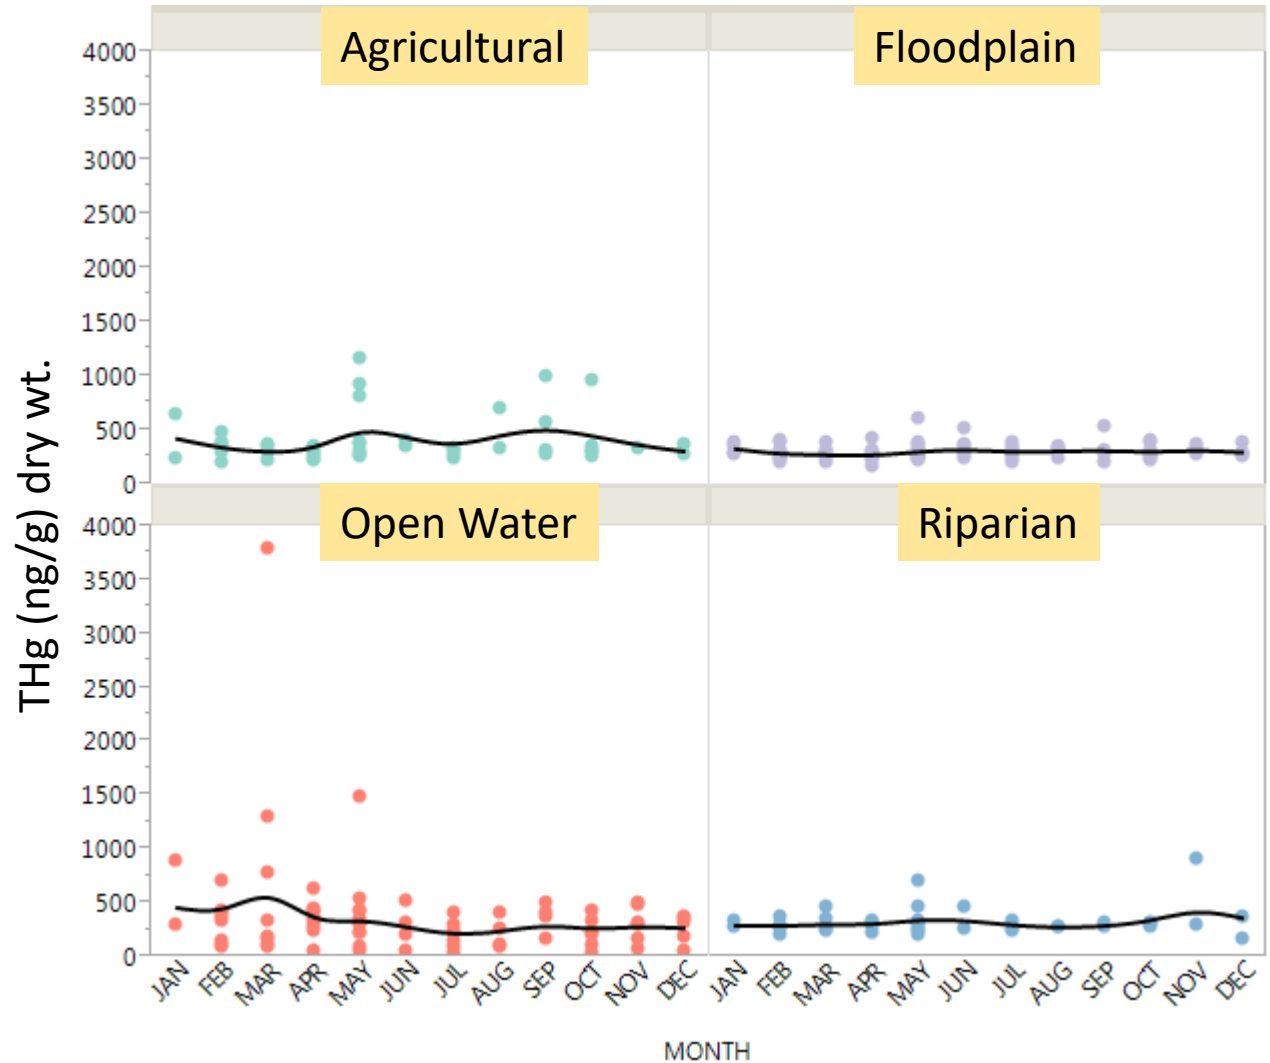 Agricultural
Floodplain
4000
3500
3000
2500
2000
1500
1000
500
0
Open Water
Riparian
4000
3500
3000
2500
2000
1500
1000
500
0
THg (ng/g) dry wt.
JAN FEB MAR APR MAY JUN JUL AUG SEP OCT NOV DEC
JAN FEB MAR APR MAY JUN JUL AUG SEP OCT NOV DEC
MONTH